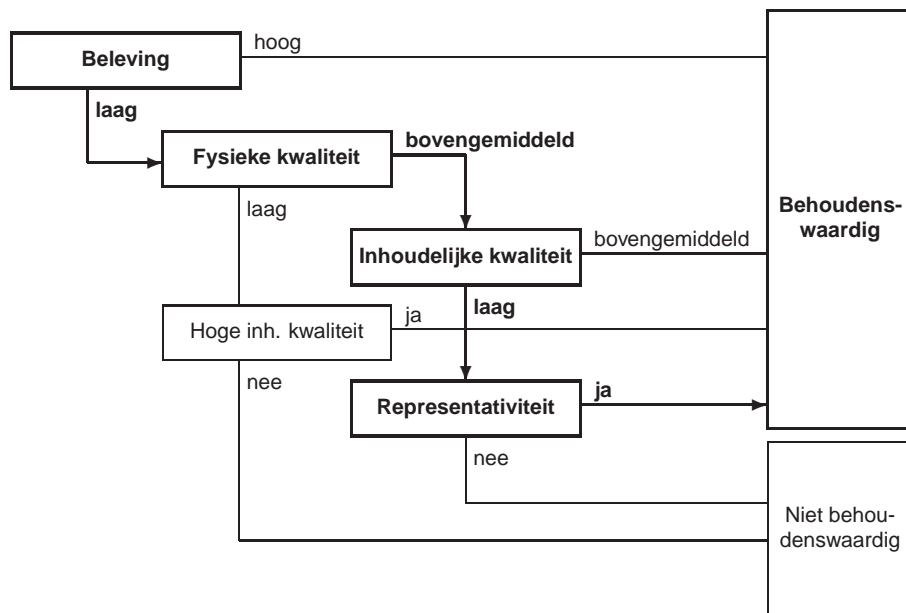 hoog
Beleving
laag
bovengemiddeld
Fysieke kwaliteit
laag
Behoudens-
waardig
bovengemiddeld
Inhoudelijke kwaliteit
laag
ja
Hoge inh. kwaliteit
nee
ja
Representativiteit
nee
Niet behou-
denswaardig